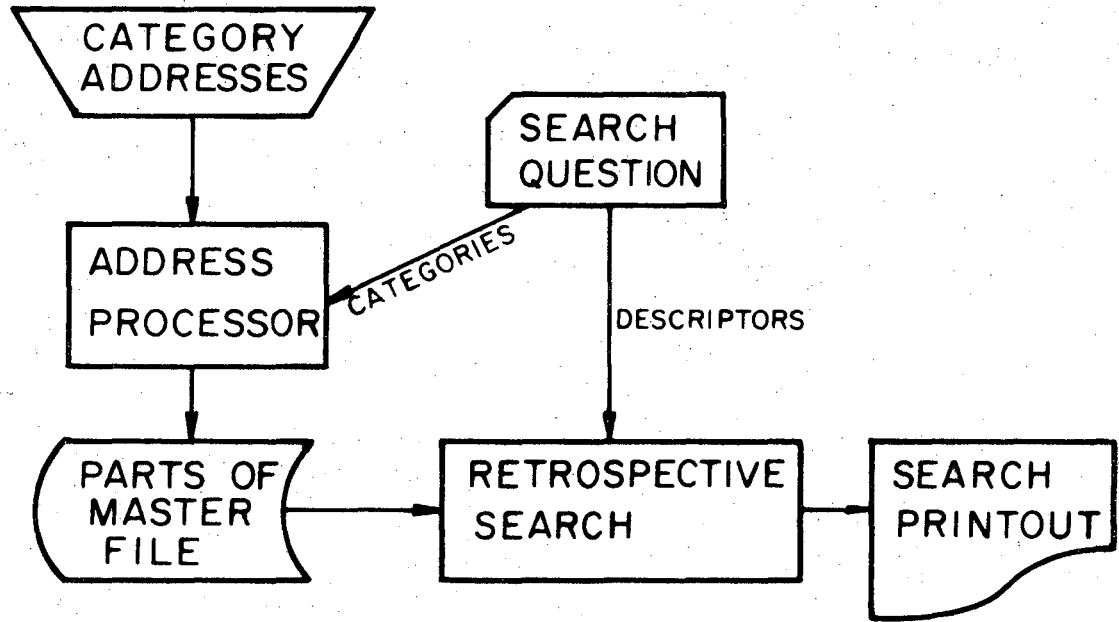 CATEGORY
ADDRESSES
SEARCH
QUESTION
ADDRESS
PROCESSOR
CATEGORIES
DESCRIPTORS
PARTS OF
MASTER
FILE
RETROSPECTIVE
SEARCH
SEARCH
PRINTOUT